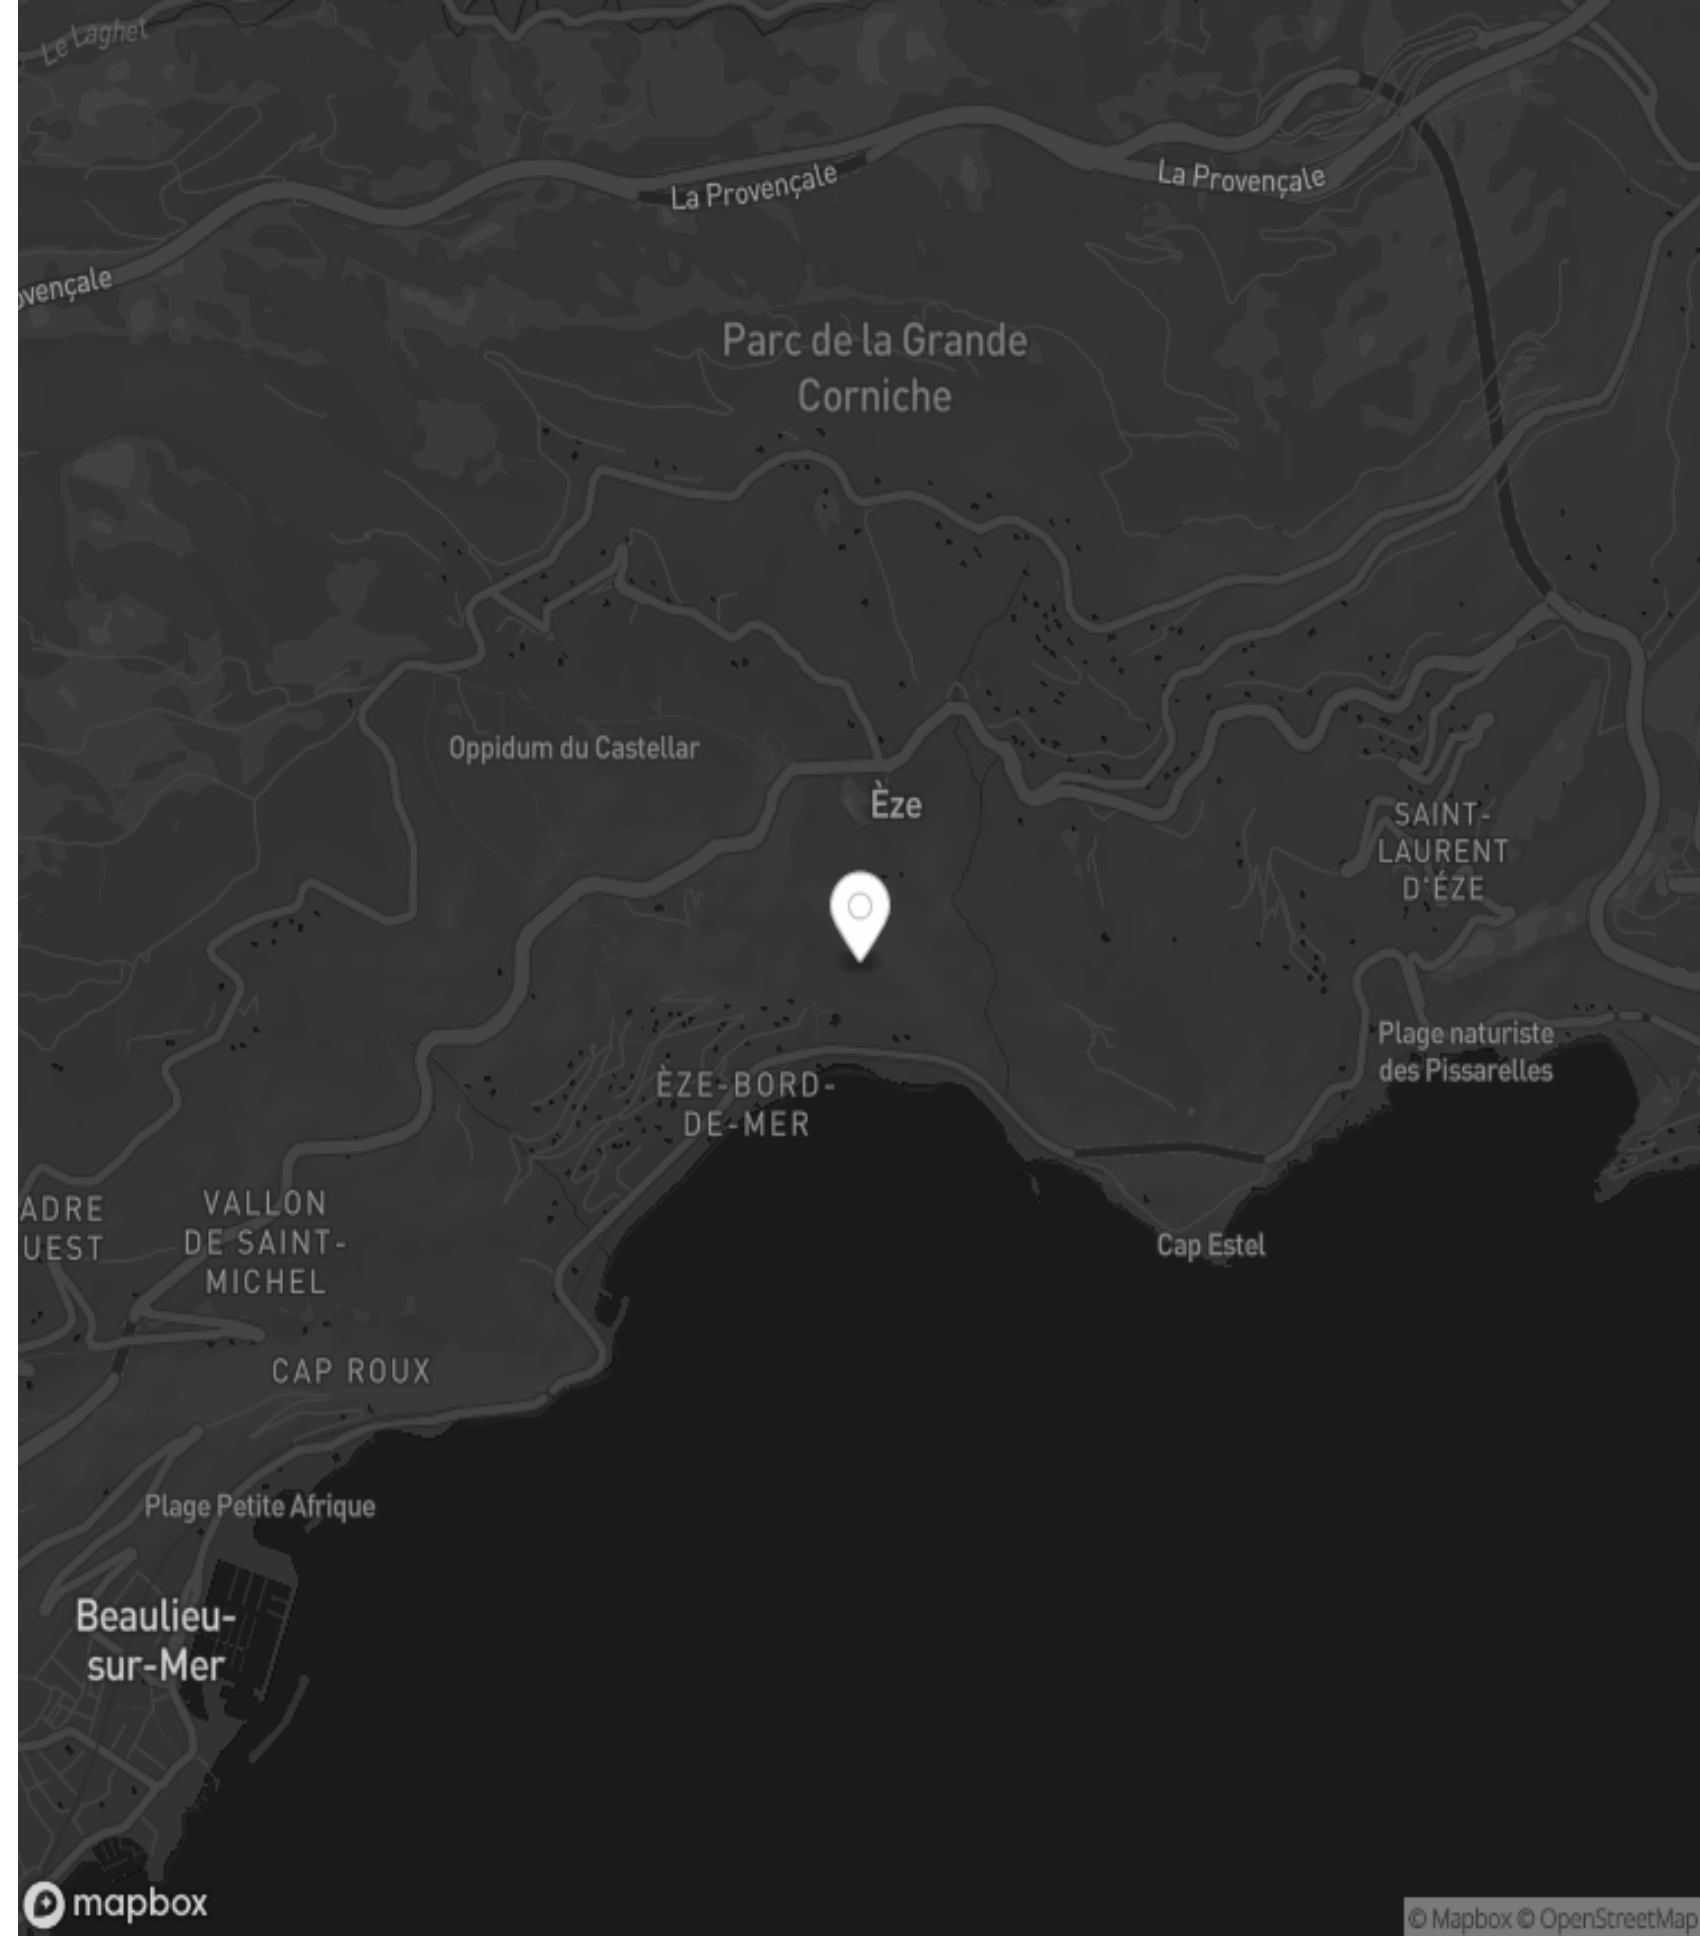 Le Laghet
La Provençale
La Provençale
ovençale
Parc de la Grande
Corniche
Oppidum du Castellar
Èze
SAINT-
LAURENT
D'ÉZE
Plage naturiste
des Pissarelles
ÈZE-BORD-
DE-MER
ADRE
UEST
VALLON
DE SAINT-
MICHEL
Cap Estel
CAP ROUX
Plage Petite Afrique
Beaulieu-
sur-Mer
mapbox
© Mapbox © OpenStreetMap